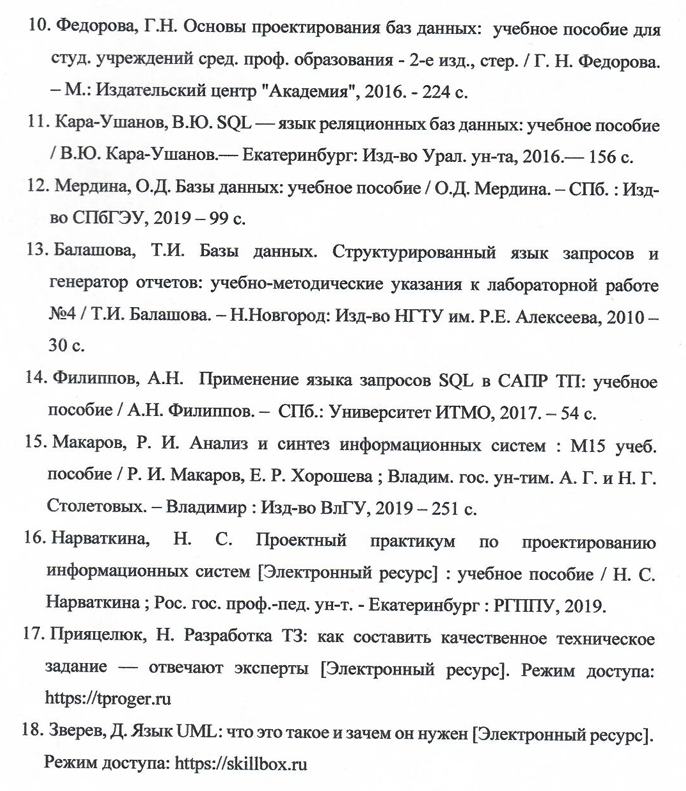 10. Федорова, Г.Н. Основы проектирования баз данных: учебное пособие для
студ. учреждений сред. проф. образования - 2-е изд., стер. / Г. Н. Федорова.
– М.: Издательский центр "Академия", 2016. - 224 с.
11. Кара-Ушанов, В.Ю. SQL — язык реляционных баз данных: учебное пособие
/ В.Ю. Кара-Ушанов.— Екатеринбург: Изд-во Урал. ун-та, 2016.— 156 с.
12. Мердина, О.Д. Базы данных: учебное пособие / О.Д. Мердина. – СПб. : Изд-
во СПбГЭУ, 2019 – 99 с.
13. Балашова, Т.И. Базы данных. Структурированный язык запросов и
генератор отчетов: учебно-методические указания к лабораторной работе
№4 / Т.И. Балашова. – Н.Новгород: Изд-во НГТУ им. Р.Е. Алексеева, 2010 –
30 с.
14. Филиппов, А.Н. Применение языка запросов SQL в САПР ТП: учебное
пособие / А.Н. Филиппов. – СПб.: Университет ИТМО, 2017. – 54 с.
15. Макаров, Р. И. Анализ и синтез информационных систем : М15 учеб.
пособие / Р. И. Макаров, Е. Р. Хорошева ; Владим. гос. ун-тим. А. Г. и Н. Г.
Столетовых. – Владимир : Изд-во ВлГУ, 2019 – 251 с.
16. Нарваткина, Н. С. Проектный практикум по проектированию
информационных систем [Электронный ресурс] : учебное пособие / Н. С.
Нарваткина ; Рос. гос. проф.-пед. ун-т. - Екатеринбург : РГППУ, 2019.
17. Прияцелюк, Н. Разработка ТЗ: как составить качественное техническое
задание — отвечают эксперты [Электронный ресурс]. Режим доступа:
https://tproger.ru
18. Зверев, Д. Язык UML: что это такое и зачем он нужен [Электронный ресурс].
Режим доступа: https://skillbox.ru